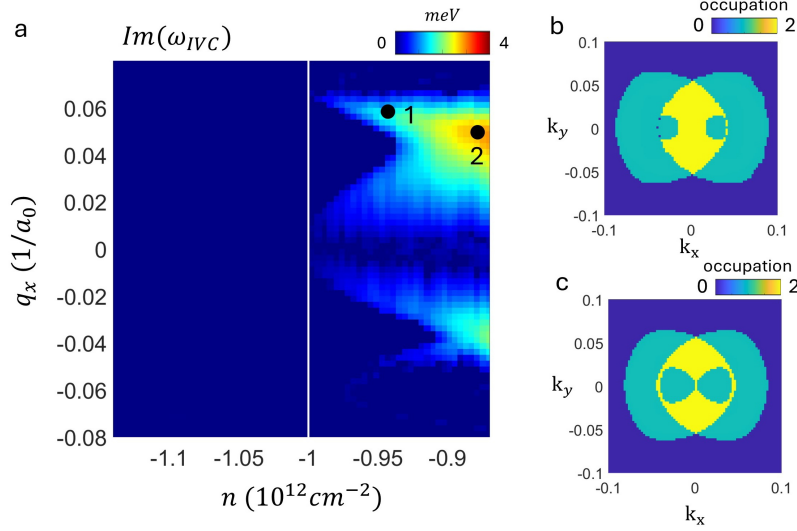 a
Im(ω_IVC)
meV
0 4
0.06
0.04
0.02
0
-0.02
-0.04
-0.06
-0.08
q_x (1/a_0)
1
2
-1.1 -1.05 -1 -0.95 -0.9
n (10^12 cm^-2)
b
occupation
0 2
0.1
0.05
0
-0.05
-0.1
k_y
-0.1 0 0.1
k_x
c
occupation
0 2
0.1
0.05
0
-0.05
-0.1
k_y
-0.1 0 0.1
k_x